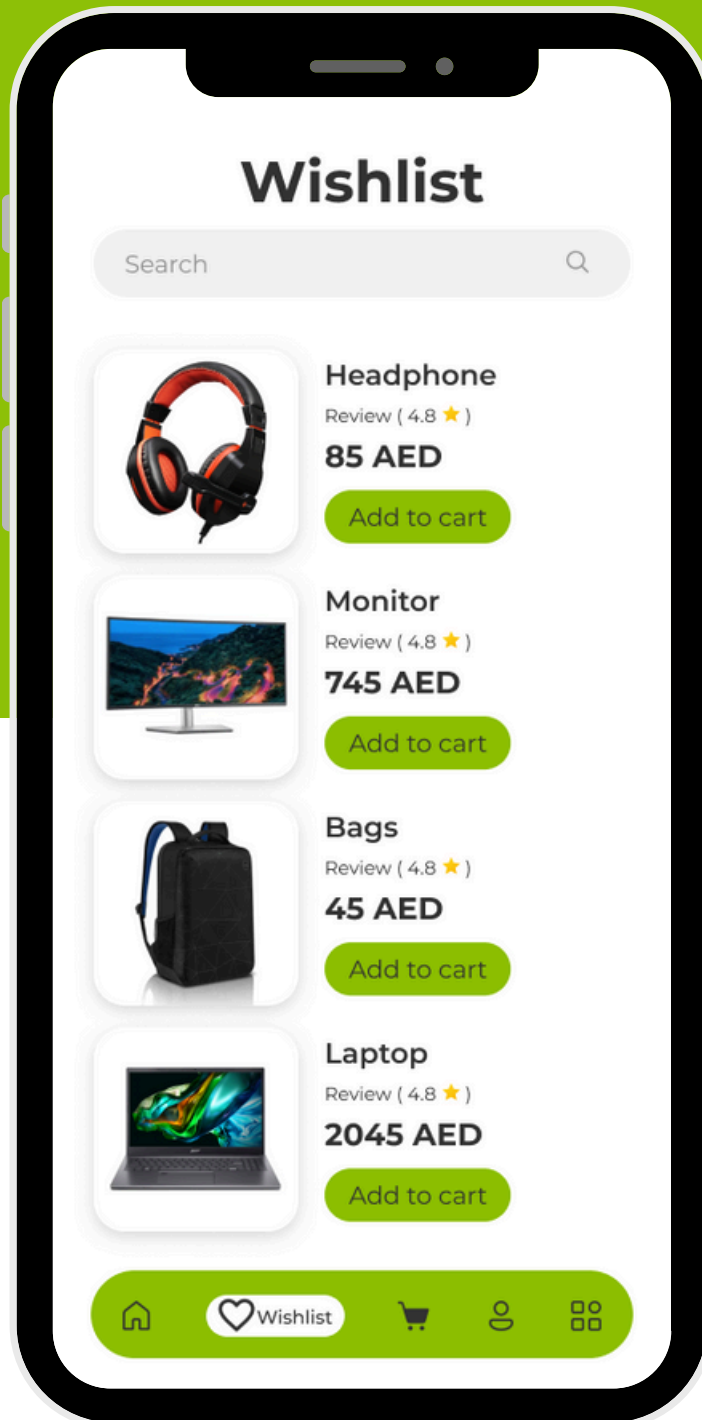 Wishlist
Search
Headphone
Review ( 4.8 ⭐ )
85 AED
Add to cart
Monitor
Review ( 4.8 ⭐ )
745 AED
Add to cart
Bags
Review ( 4.8 ⭐ )
45 AED
Add to cart
Laptop
Review ( 4.8 ⭐ )
2045 AED
Add to cart
Wishlist